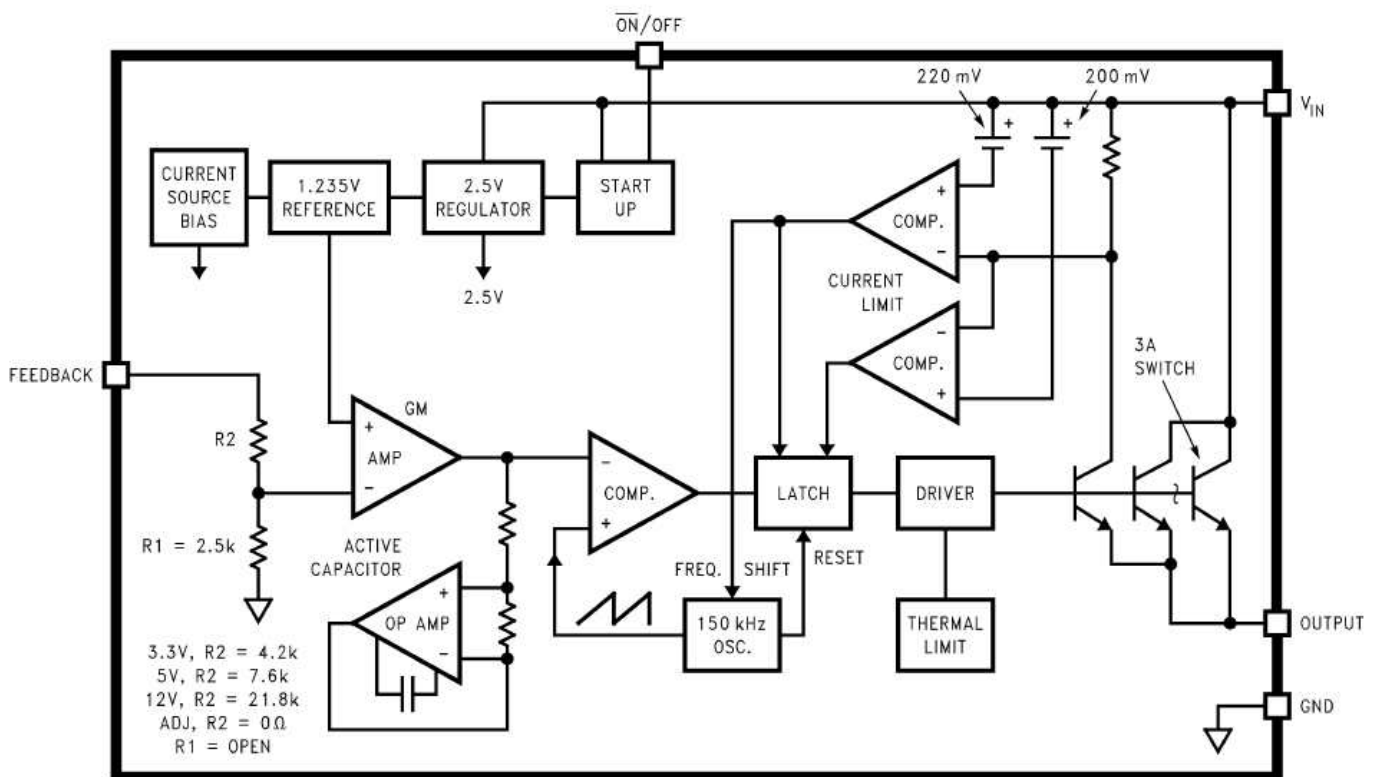 ON/OFF
220 mV
200 mV
+
+
VIN
CURRENT
SOURCE
BIAS
1.235V
REFERENCE
2.5V
REGULATOR
START
UP
2.5V
+
COMP.
−
CURRENT
LIMIT
−
COMP.
+
3A
SWITCH
FEEDBACK
R2
R1 = 2.5k
GM
+
AMP
−
ACTIVE
CAPACITOR
+
OP AMP
−
−
COMP.
+
LATCH
DRIVER
FREQ. SHIFT
RESET
150 kHz
OSC.
THERMAL
LIMIT
OUTPUT
GND
3.3V, R2 = 4.2k
5V, R2 = 7.6k
12V, R2 = 21.8k
ADJ, R2 = 0Ω
R1 = OPEN